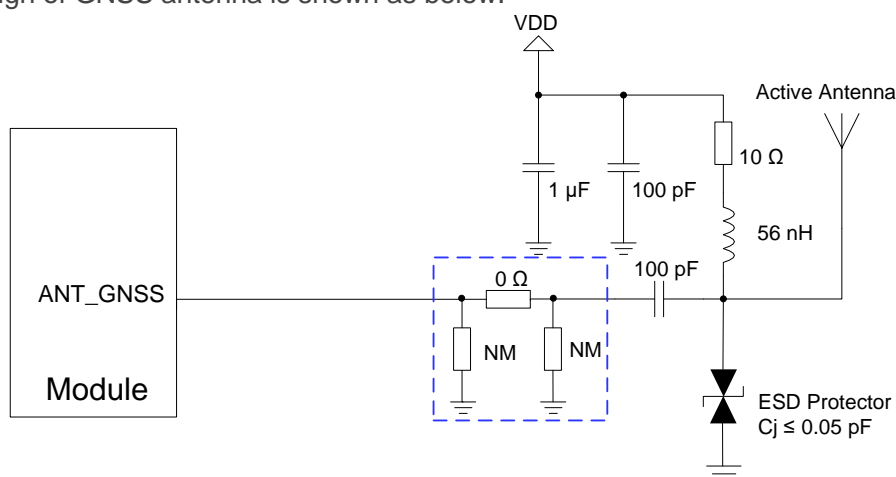 gn of GNSS antenna is shown as below.
VDD
Active Antenna
10 Ω
1 µF
100 pF
56 nH
100 pF
0 Ω
ANT_GNSS
NM
NM
Module
ESD Protector
Cj ≤ 0.05 pF